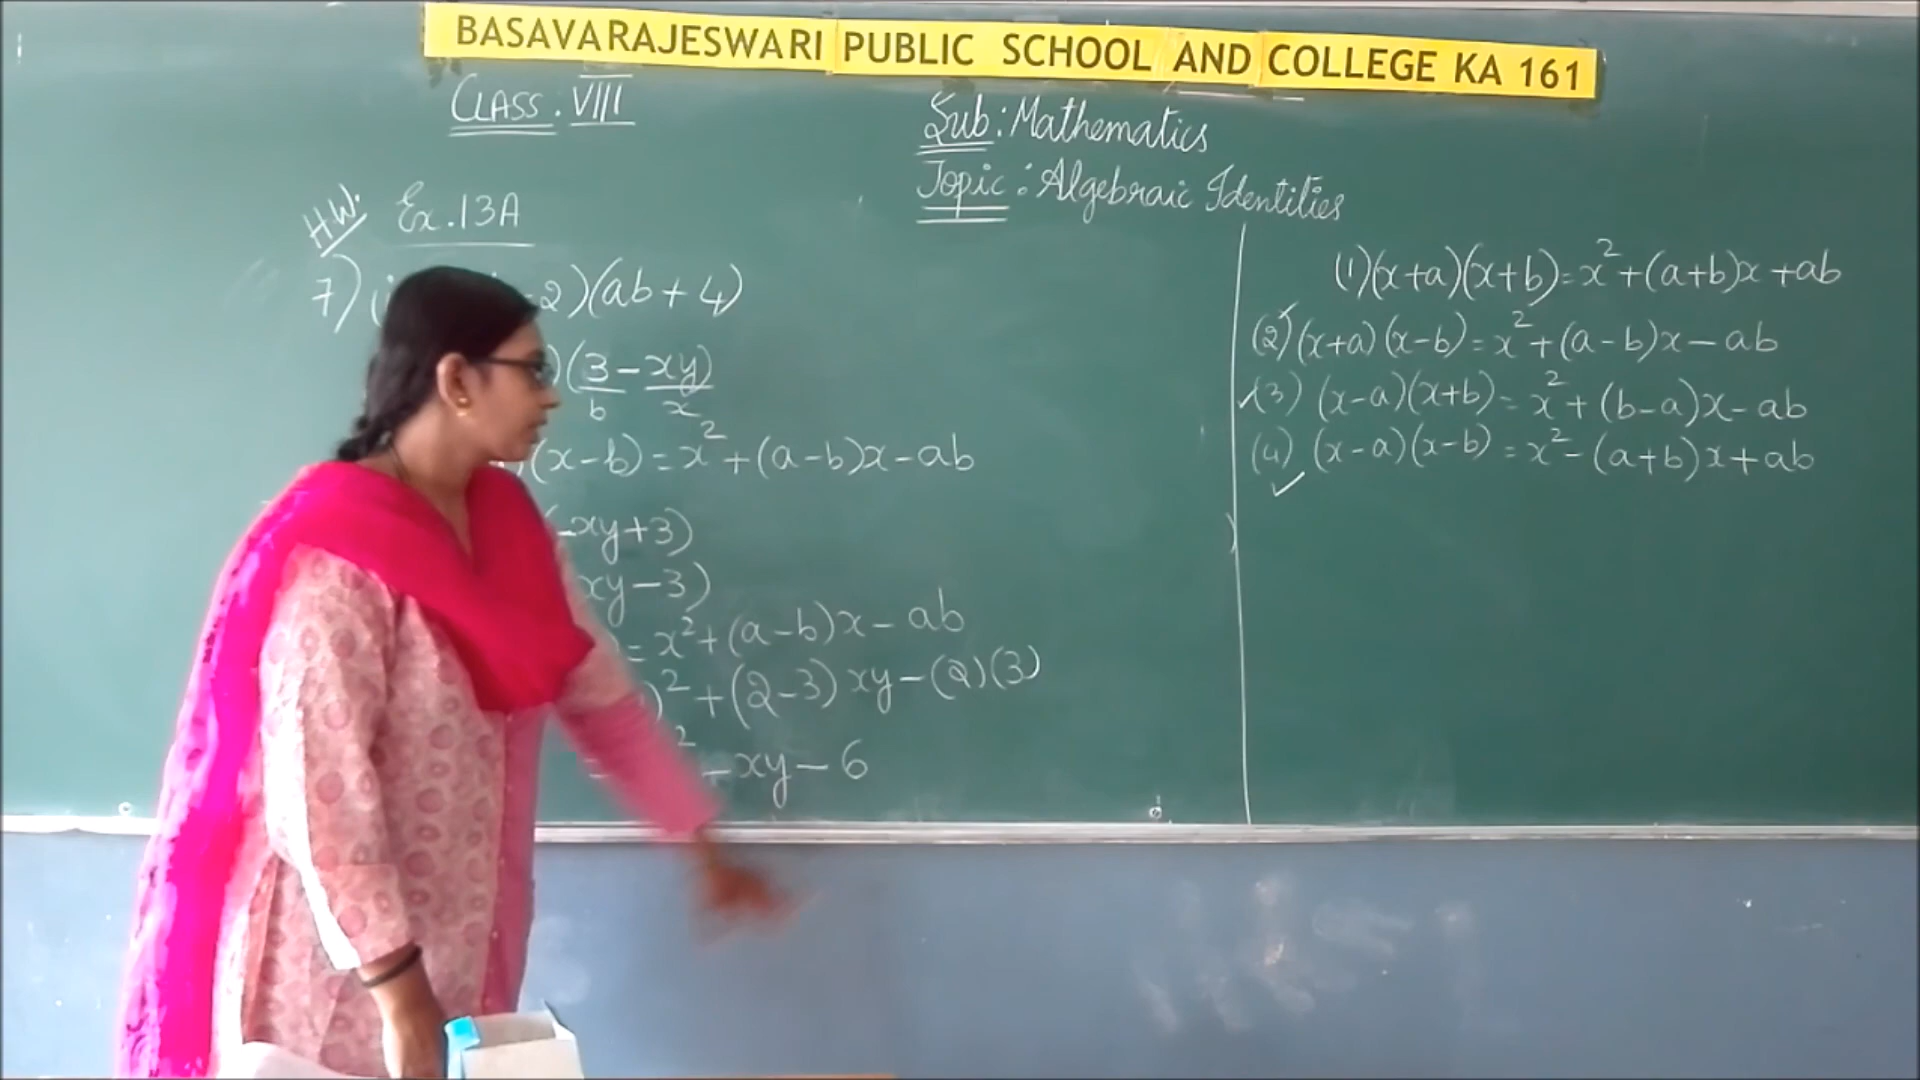 BASAVARAJESWARI PUBLIC SCHOOL AND COLLEGE KA 161
CLASS : VIII
Sub : Mathematics
Topic : Algebraic Identities
HW. Ex. 13A
7) (i 2)(ab + 4)
)(3 - xy)
b x
(x-b) = x² + (a-b)x - ab
-xy + 3)
xy - 3)
= x² + (a-b)x - ab
)² + (2-3) xy - (2)(3)
= ² - xy - 6
(1) (x+a)(x+b) = x² + (a+b)x + ab
(2) (x+a)(x-b) = x² + (a-b)x - ab
(3) (x-a)(x+b) = x² + (b-a)x - ab
(4) (x-a)(x-b) = x² - (a+b)x + ab